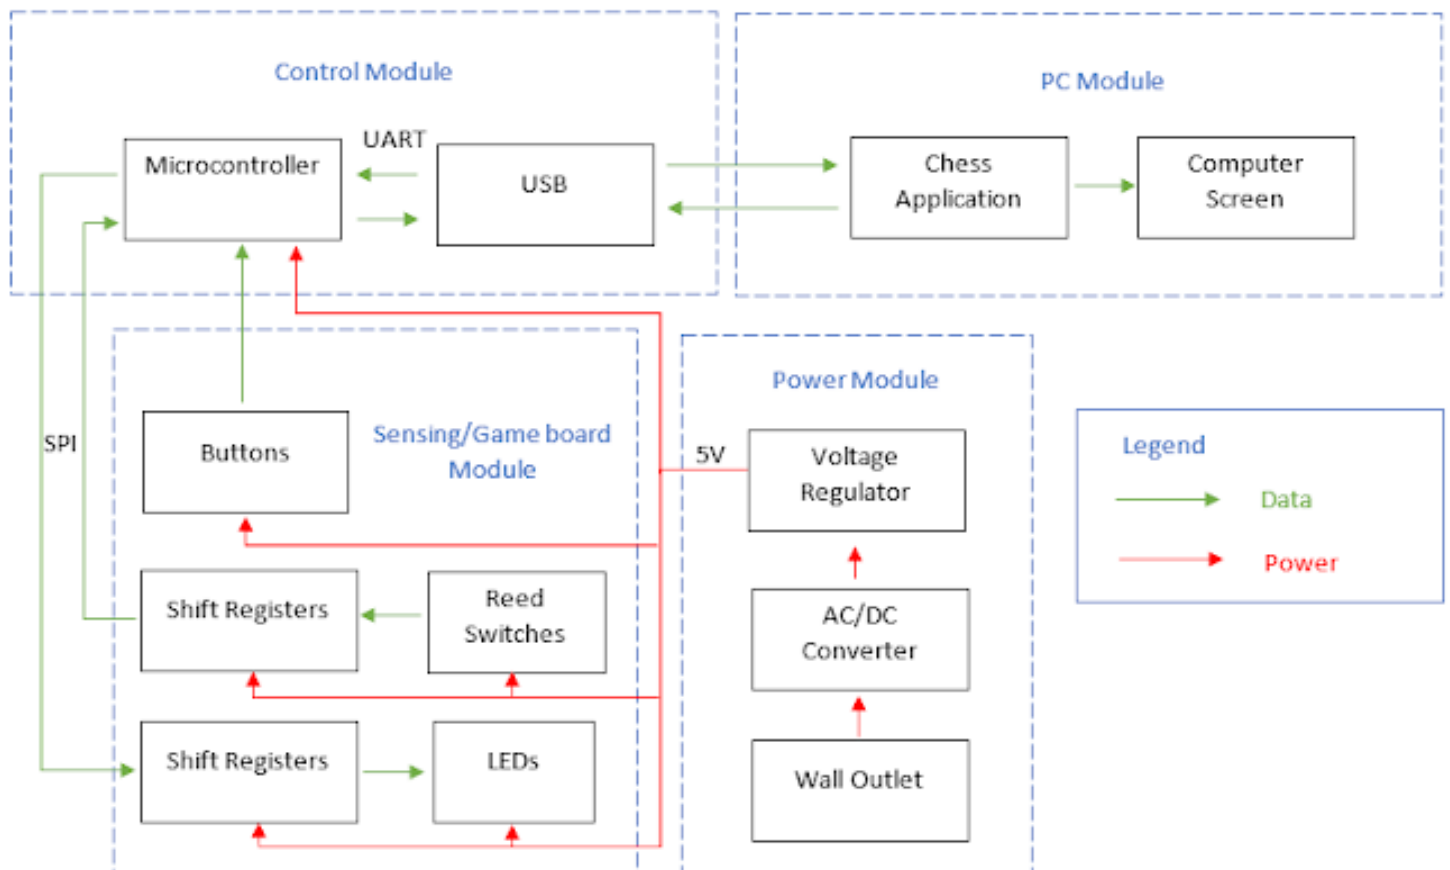 Control Module
PC Module
Microcontroller
UART
USB
Chess
Application
Computer
Screen
SPI
Buttons
Sensing/Game board
Module
Shift Registers
Reed
Switches
Shift Registers
LEDs
Power Module
5V
Voltage
Regulator
AC/DC
Converter
Wall Outlet
Legend
Data
Power